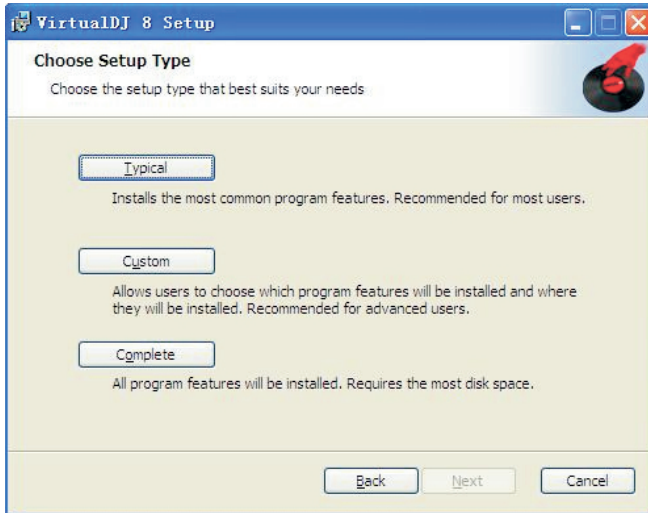 VirtualDJ 8 Setup
Choose Setup Type
Choose the setup type that best suits your needs
Typical
Installs the most common program features. Recommended for most users.
Custom
Allows users to choose which program features will be installed and where
they will be installed. Recommended for advanced users.
Complete
All program features will be installed. Requires the most disk space.
Back Next Cancel